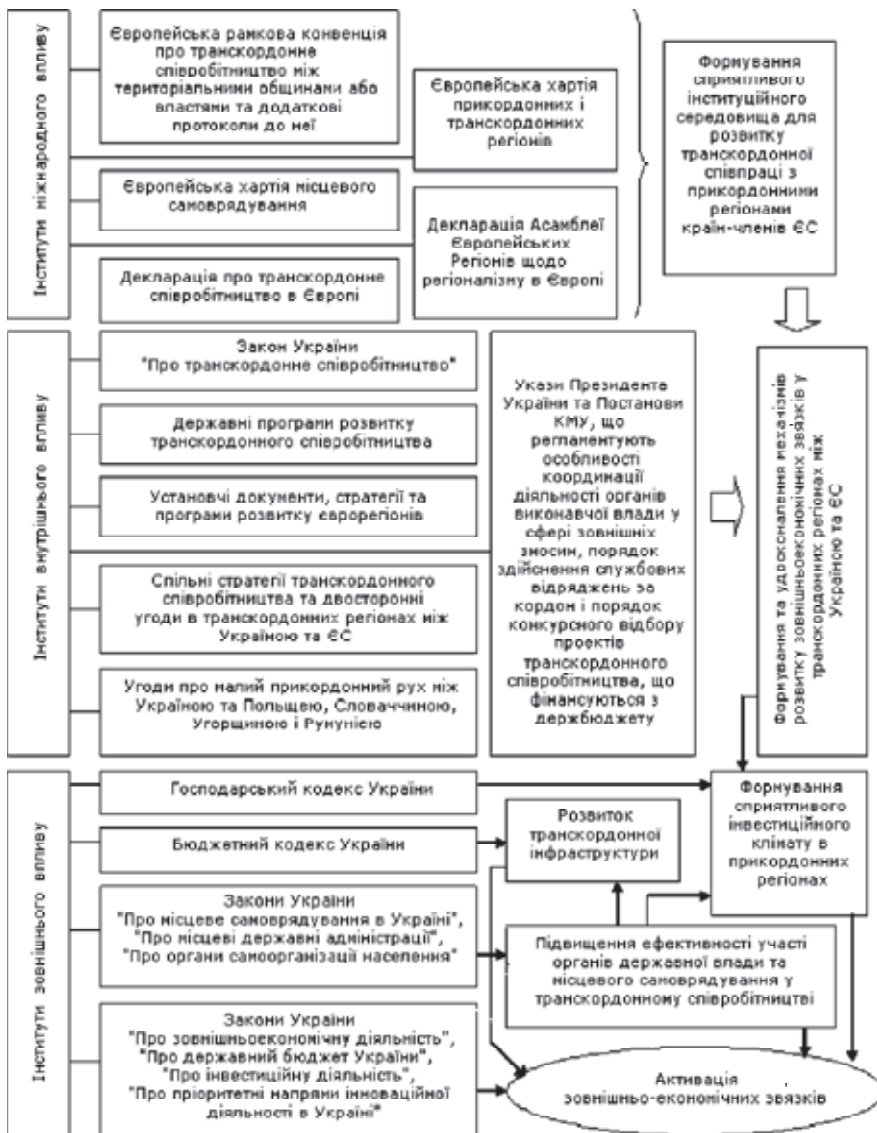 Інститути міжнародного впливу
Європейська рамкова конвенція
про транскордонне
співробітництво між
територіальними общинами або
властями та додаткові
протоколи до неї
Європейська хартія місцевого
самоврядування
Декларація про транскордонне
співробітництво в Європі
Європейська хартія
прикордонних і
транскордонних
регіонів
Декларація Асамблеї
Європейських
Регіонів щодо
регіоналізму в Європі
Формування
сприятливого
інституційного
середовища для
розвитку
транскордонної
співпраці з
прикордонними
регіонами
країн-членів ЄС
Інститути внутрішнього впливу
Закон України
"Про транскордонне співробітництво"
Державні програми розвитку
транскордонного співробітництва
Установчі документи, стратегії та
програми розвитку єврорегіонів
Спільні стратегії транскордонного
співробітництва та двосторонні
угоди в транскордонних регіонах між
Україною та ЄС
Угоди про малий прикордонний рух між
Україною та Польщею, Словаччиною,
Угорщиною і Румунією
Укази Президента
України та Постанови
КМУ, що
регламентують
особливості
координації
діяльності органів
виконавчої влади у
сфері зовнішніх
зносин, порядок
здійснення службових
відряджень за
кордон і порядок
конкурсного відбору
проектів
транскордонного
співробітництва, що
фінансуються з
держбюджету
Формування та удосконалення механізмів
розвитку зовнішньоекономічних звязків у
транскордонних регіонах між
Україною та ЄС
Інститути зовнішнього впливу
Господарський кодекс України
Бюджетний кодекс України
Закони України
"Про місцеве самоврядування в Україні",
"Про місцеві державні адміністрації",
"Про органи самоорганізації населення"
Закони України
"Про зовнішньоекономічну діяльність",
"Про державний бюджет України",
"Про інвестиційну діяльність",
"Про пріоритетні напрями інноваційної
діяльності в Україні"
Розвиток
транскордонної
інфраструктури
Формування
сприятливого
інвестиційного
клімату в
прикордонних
регіонах
Підвищення ефективності участі
органів державної влади та
місцевого самоврядування у
транскордонному співробітництві
Активація
зовнішньо-економічних звязків